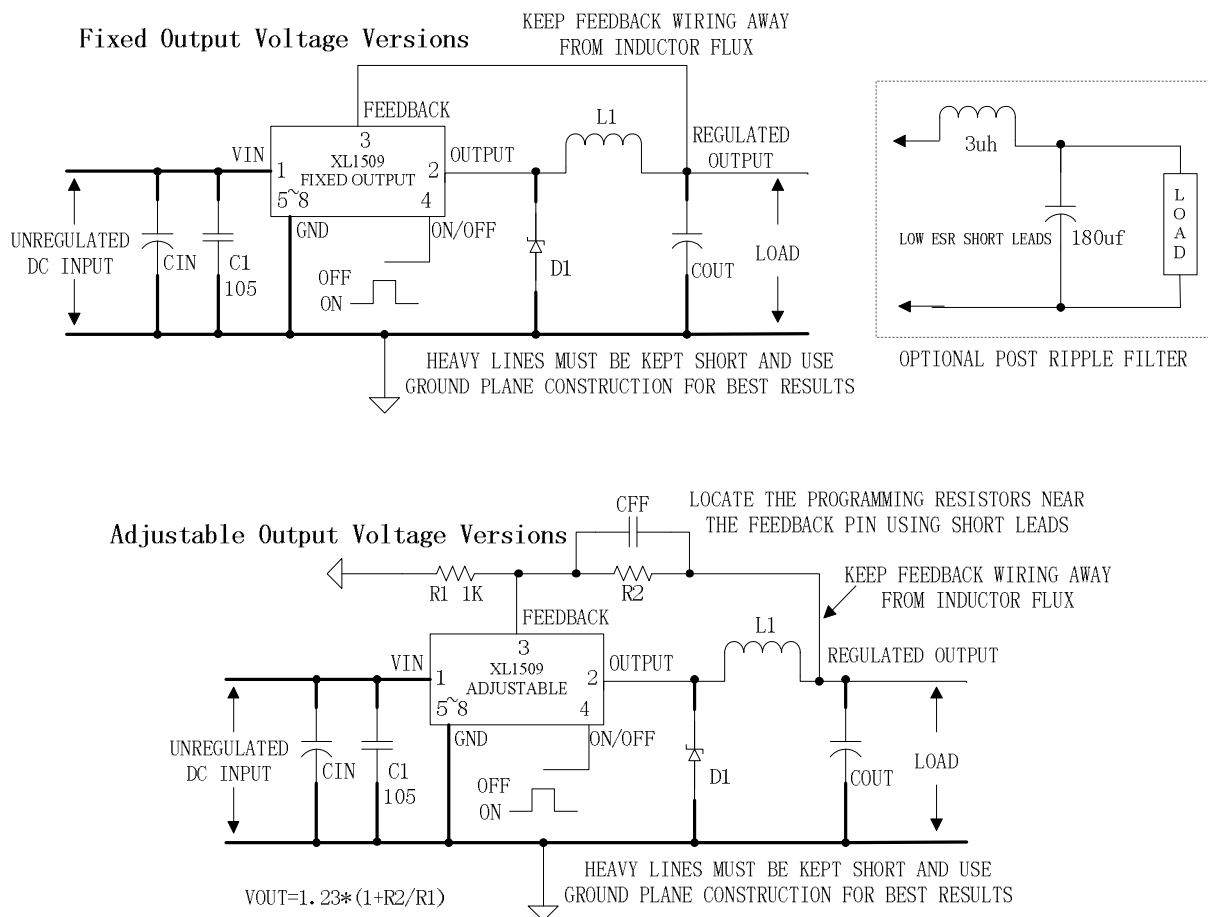 Fixed Output Voltage Versions
KEEP FEEDBACK WIRING AWAY
FROM INDUCTOR FLUX
FEEDBACK
L1
REGULATED
OUTPUT
VIN
3
XL1509
FIXED OUTPUT
1
2
5~8
4
OUTPUT
GND
ON/OFF
UNREGULATED
DC INPUT
CIN
C1
105
OFF
ON
D1
COUT
LOAD
HEAVY LINES MUST BE KEPT SHORT AND USE
GROUND PLANE CONSTRUCTION FOR BEST RESULTS
3uh
LOW ESR SHORT LEADS
180uf
LOAD
OPTIONAL POST RIPPLE FILTER
Adjustable Output Voltage Versions
CFF
LOCATE THE PROGRAMMING RESISTORS NEAR
THE FEEDBACK PIN USING SHORT LEADS
R1 1K
R2
KEEP FEEDBACK WIRING AWAY
FROM INDUCTOR FLUX
FEEDBACK
L1
REGULATED OUTPUT
VIN
3
XL1509
ADJUSTABLE
1
2
5~8
4
OUTPUT
GND
ON/OFF
UNREGULATED
DC INPUT
CIN
C1
105
OFF
ON
D1
COUT
LOAD
HEAVY LINES MUST BE KEPT SHORT AND USE
GROUND PLANE CONSTRUCTION FOR BEST RESULTS
VOUT=1.23*(1+R2/R1)